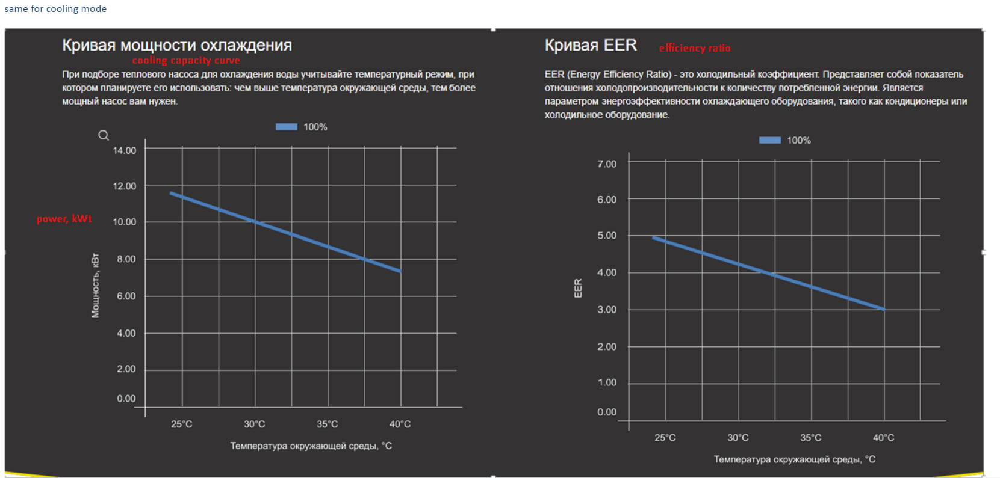 same for cooling mode
Кривая мощности охлаждения
cooling capacity curve
При подборе теплового насоса для охлаждения воды учитывайте температурный режим, при
котором планируете его использовать: чем выше температура окружающей среды, тем более
мощный насос вам нужен.
100%
14.00
12.00
power, kWt
10.00
8.00
6.00
4.00
2.00
0.00
Мощность, кВт
25°C
30°C
35°C
40°C
Температура окружающей среды, °C
Кривая EER
efficiency ratio
EER (Energy Efficiency Ratio) - это холодильный коэффициент. Представляет собой показатель
отношения холодопроизводительности к количеству потребленной энергии. Является
параметром энергоэффективности охлаждающего оборудования, такого как кондиционеры или
холодильное оборудование.
100%
7.00
6.00
5.00
4.00
3.00
2.00
1.00
0.00
EER
25°C
30°C
35°C
40°C
Температура окружающей среды, °C